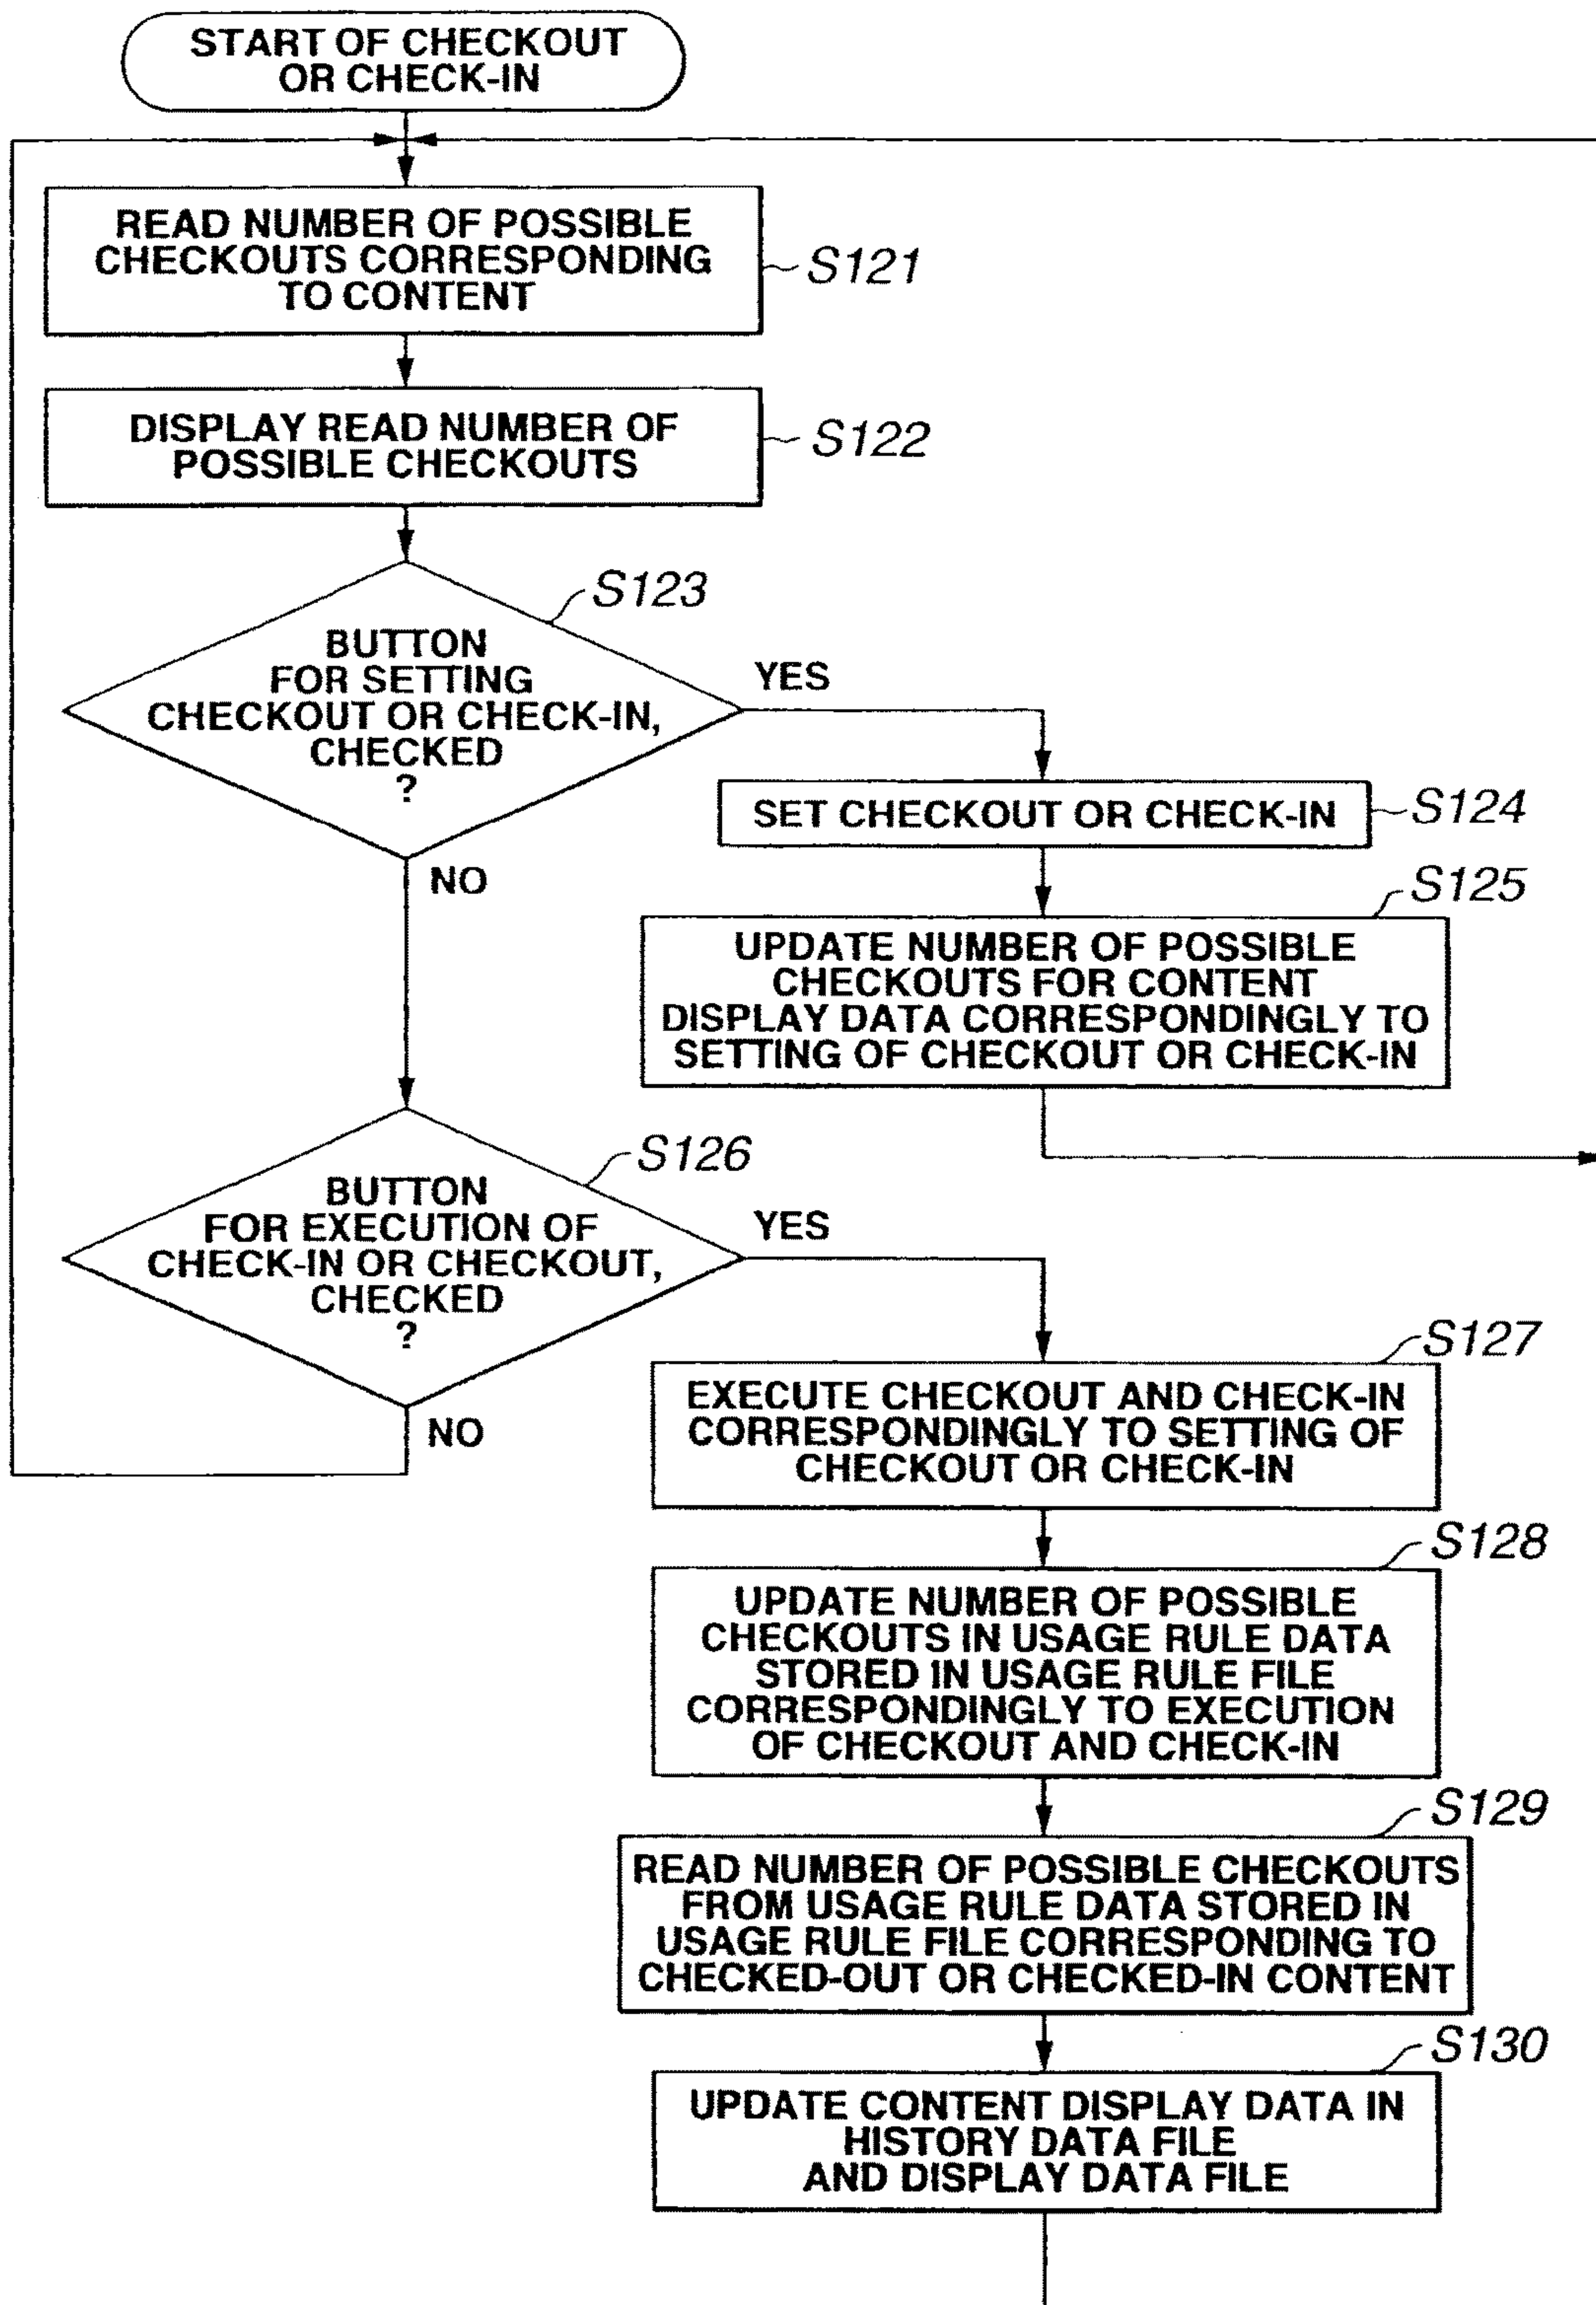 START OF CHECKOUT
OR CHECK-IN
READ NUMBER OF POSSIBLE
CHECKOUTS CORRESPONDING
TO CONTENT
S121
DISPLAY READ NUMBER OF
POSSIBLE CHECKOUTS
S122
S123
BUTTON
FOR SETTING
CHECKOUT OR CHECK-IN,
CHECKED
?
YES
NO
SET CHECKOUT OR CHECK-IN
S124
S125
UPDATE NUMBER OF POSSIBLE
CHECKOUTS FOR CONTENT
DISPLAY DATA CORRESPONDINGLY TO
SETTING OF CHECKOUT OR CHECK-IN
S126
BUTTON
FOR EXECUTION OF
CHECK-IN OR CHECKOUT,
CHECKED
?
YES
NO
S127
EXECUTE CHECKOUT AND CHECK-IN
CORRESPONDINGLY TO SETTING OF
CHECKOUT OR CHECK-IN
S128
UPDATE NUMBER OF POSSIBLE
CHECKOUTS IN USAGE RULE DATA
STORED IN USAGE RULE FILE
CORRESPONDINGLY TO EXECUTION
OF CHECKOUT AND CHECK-IN
S129
READ NUMBER OF POSSIBLE CHECKOUTS
FROM USAGE RULE DATA STORED IN
USAGE RULE FILE CORRESPONDING TO
CHECKED-OUT OR CHECKED-IN CONTENT
S130
UPDATE CONTENT DISPLAY DATA IN
HISTORY DATA FILE
AND DISPLAY DATA FILE